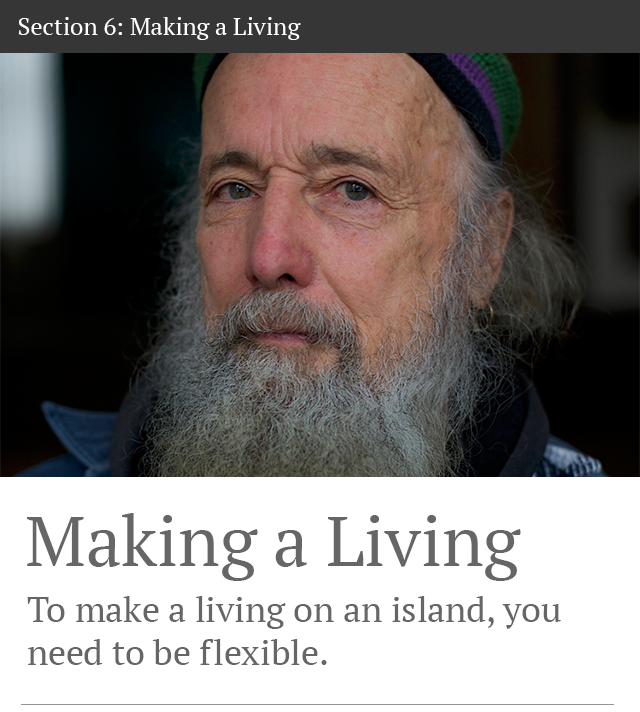 Section 6: Making a Living
Making a Living
To make a living on an island, you
need to be flexible.